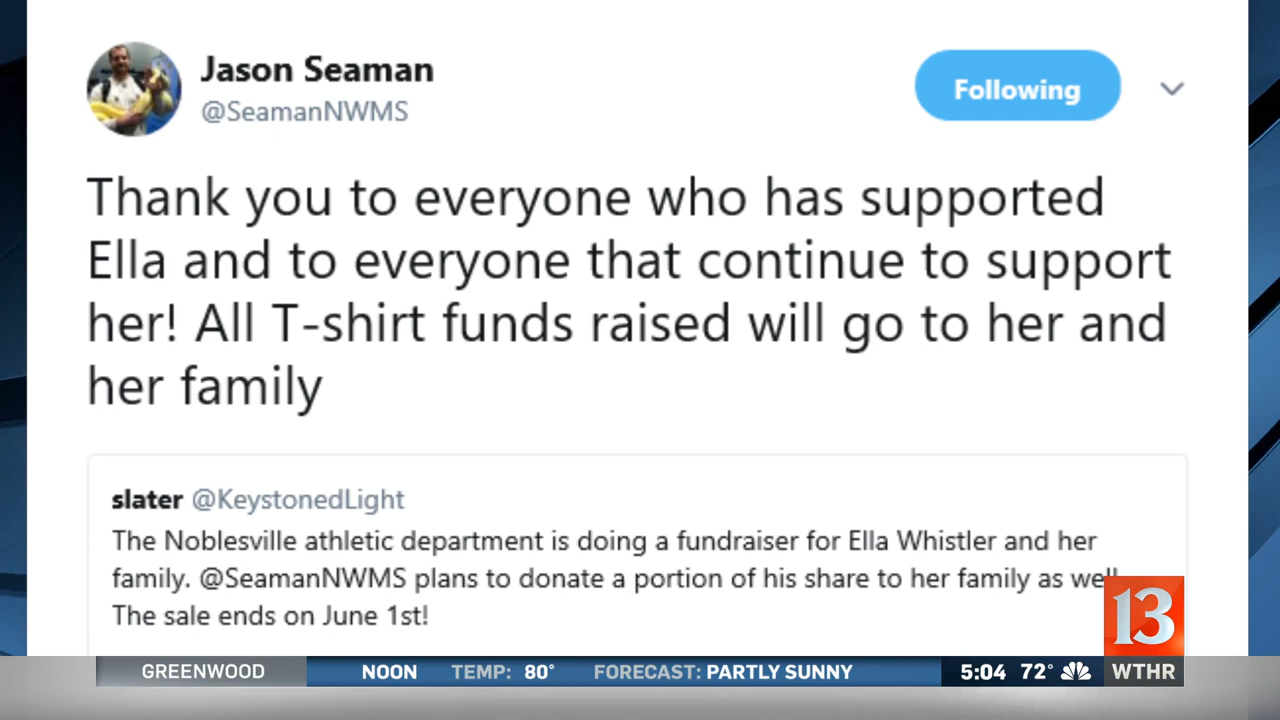 Jason Seaman
@SeamanNWMS
Following
Thank you to everyone who has supported
Ella and to everyone that continue to support
her! All T-shirt funds raised will go to her and
her family
slater @KeystonedLight
The Noblesville athletic department is doing a fundraiser for Ella Whistler and her
family. @SeamanNWMS plans to donate a portion of his share to her family as well
The sale ends on June 1st!
13
GREENWOOD NOON TEMP: 80° FORECAST: PARTLY SUNNY 5:04 72° WTHR